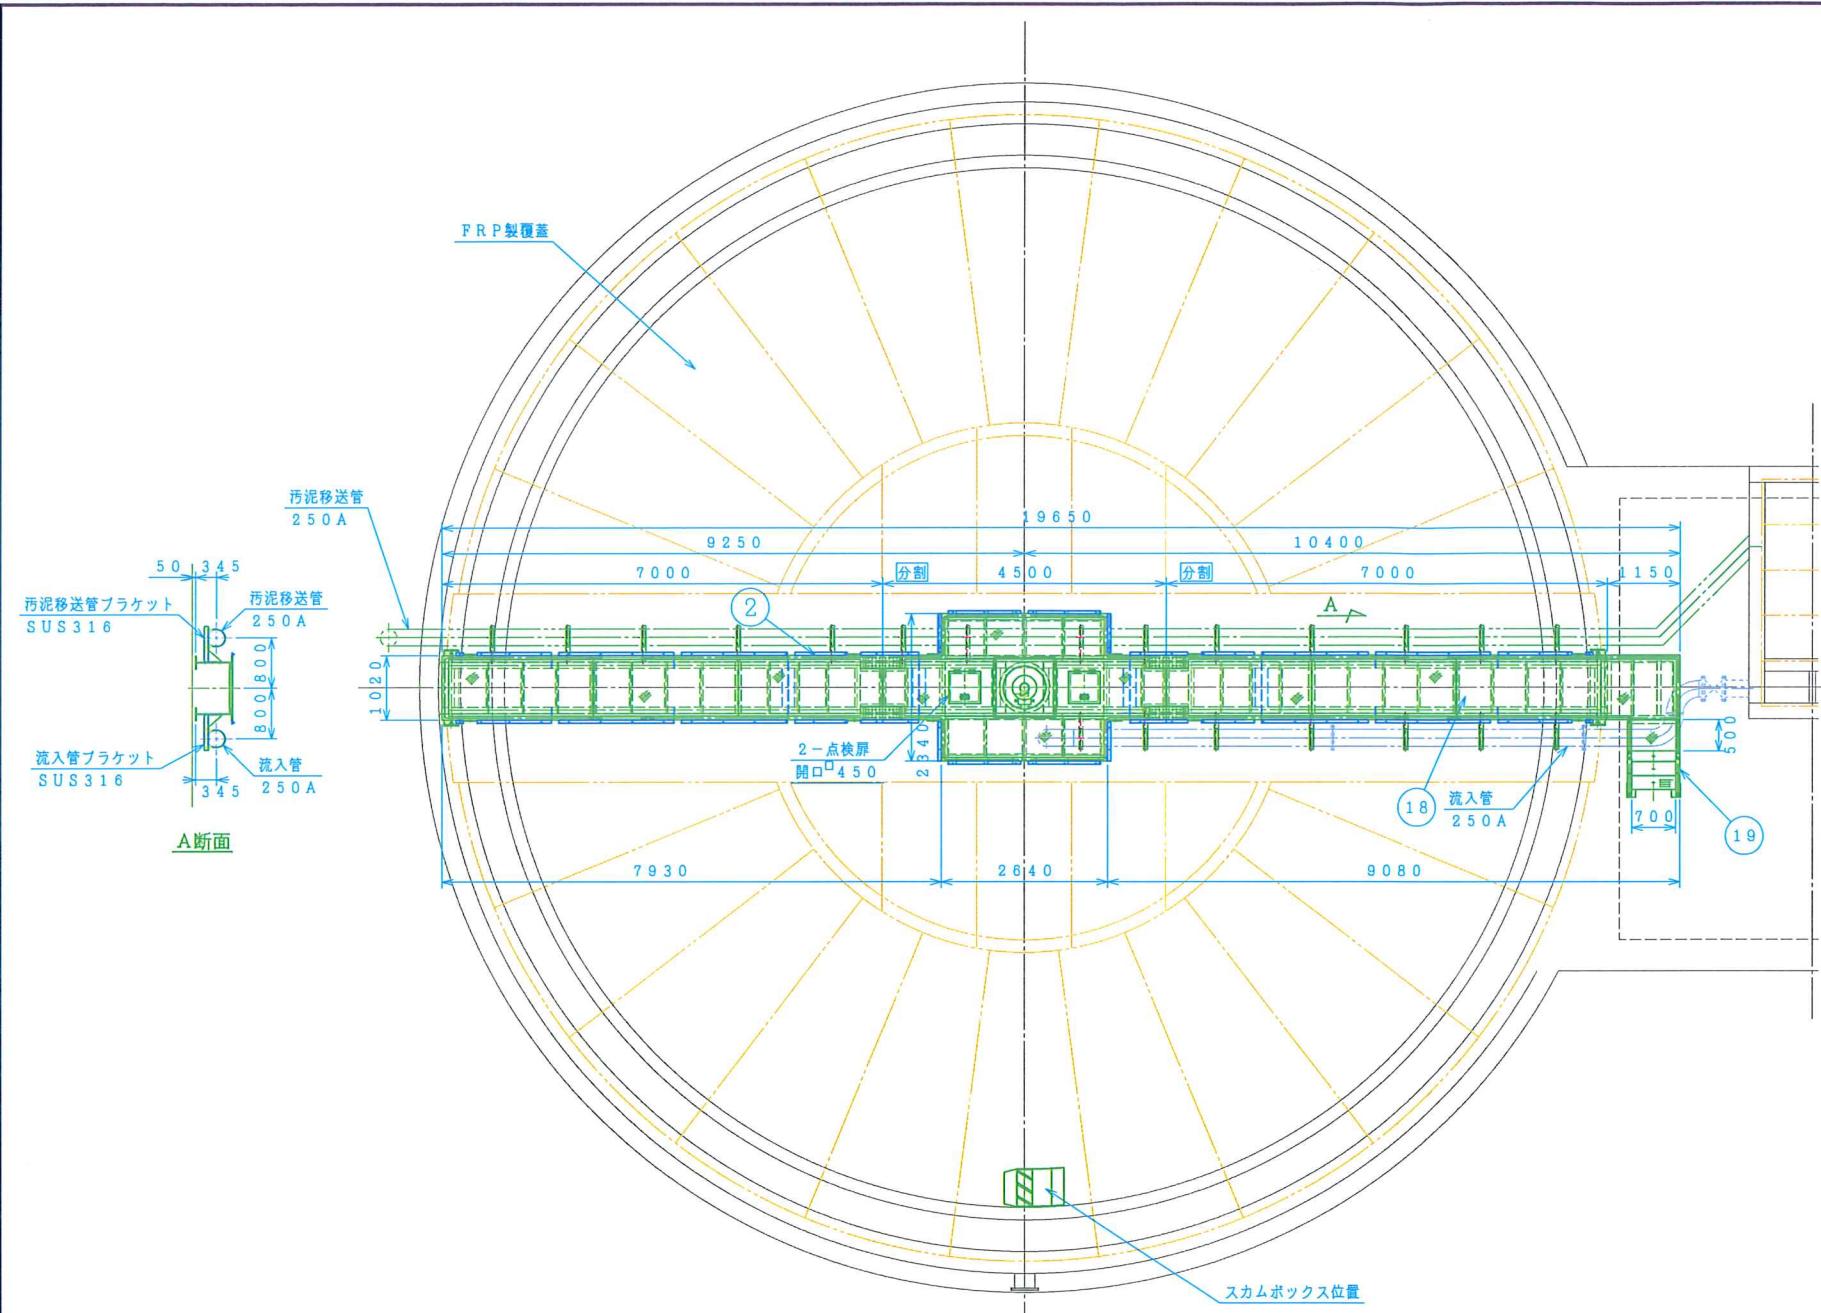 FRP製覆蓋
汚泥移送管
250A
19650
9250
10400
7000
分割
4500
分割
7000
1150
50
345
汚泥移送管ブラケット
SUS316
汚泥移送管
250A
800
800
流入管ブラケット
SUS316
流入管
250A
345
A断面
2
A
1020
2340
2-点検扉
開口□450
500
18
流入管
250A
700
19
7930
2640
9080
スカムボックス位置